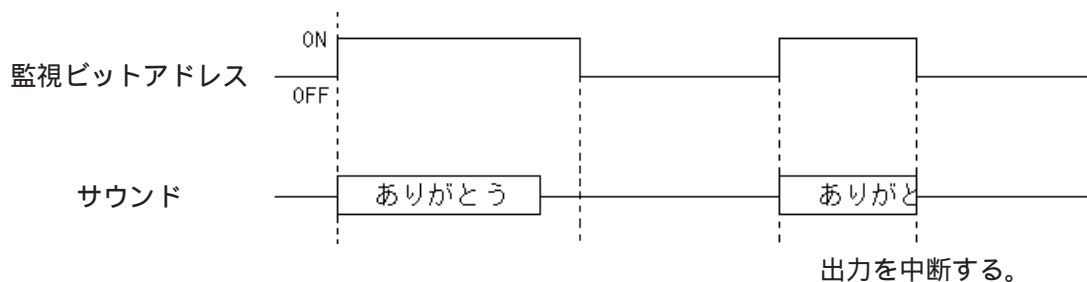 ON
監視ビットアドレス
OFF
サウンド
ありがとう
ありがと
出力を中断する。